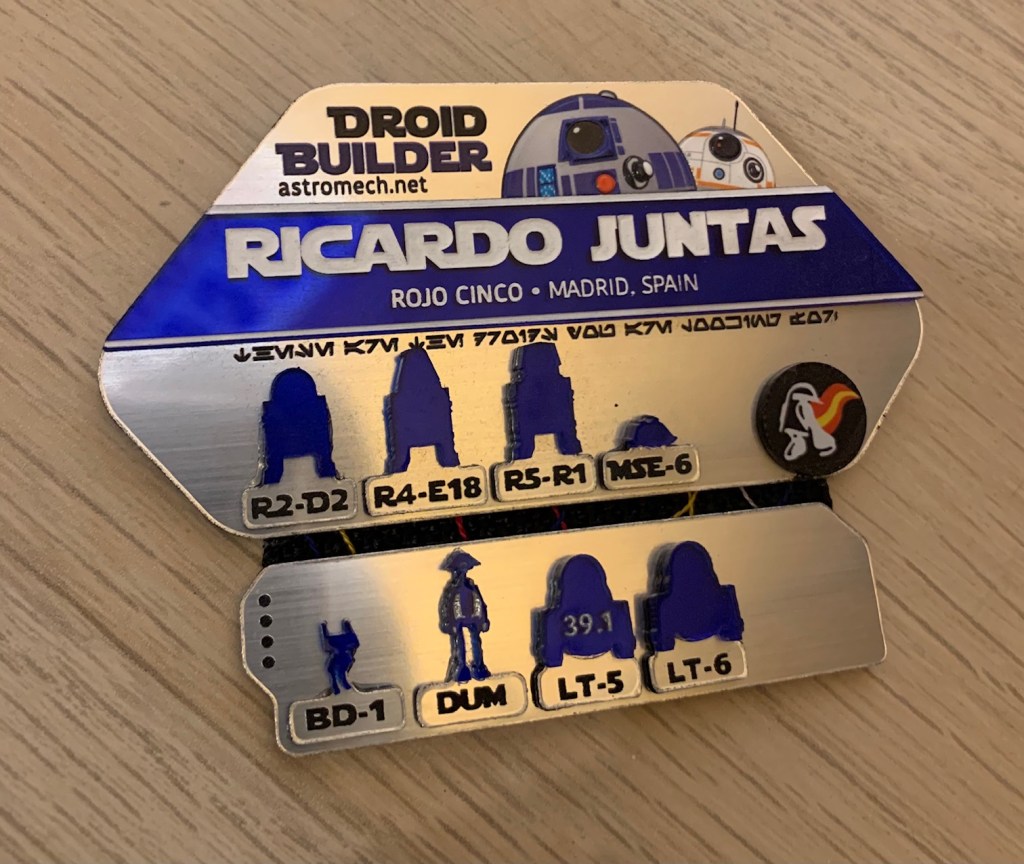 DROID
BUILDER
astromech.net
RICARDO JUNTAS
ROJO CINCO • MADRID, SPAIN
R2-D2 R4-E18 R5-R1 MSE-6
39.1
BD-1 DUM LT-5 LT-6